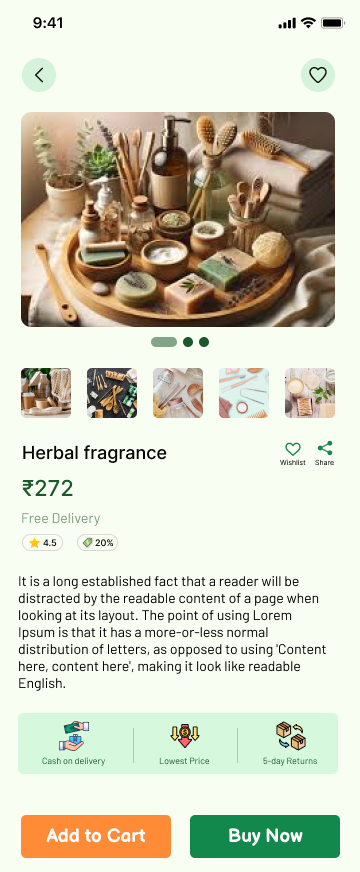 9:41
Herbal fragrance
Wishlist
Share
₹272
Free Delivery
4.5
20%
It is a long established fact that a reader will be
distracted by the readable content of a page when
looking at its layout. The point of using Lorem
Ipsum is that it has a more-or-less normal
distribution of letters, as opposed to using 'Content
here, content here', making it look like readable
English.
Cash on delivery
Lowest Price
5-day Returns
Add to Cart
Buy Now